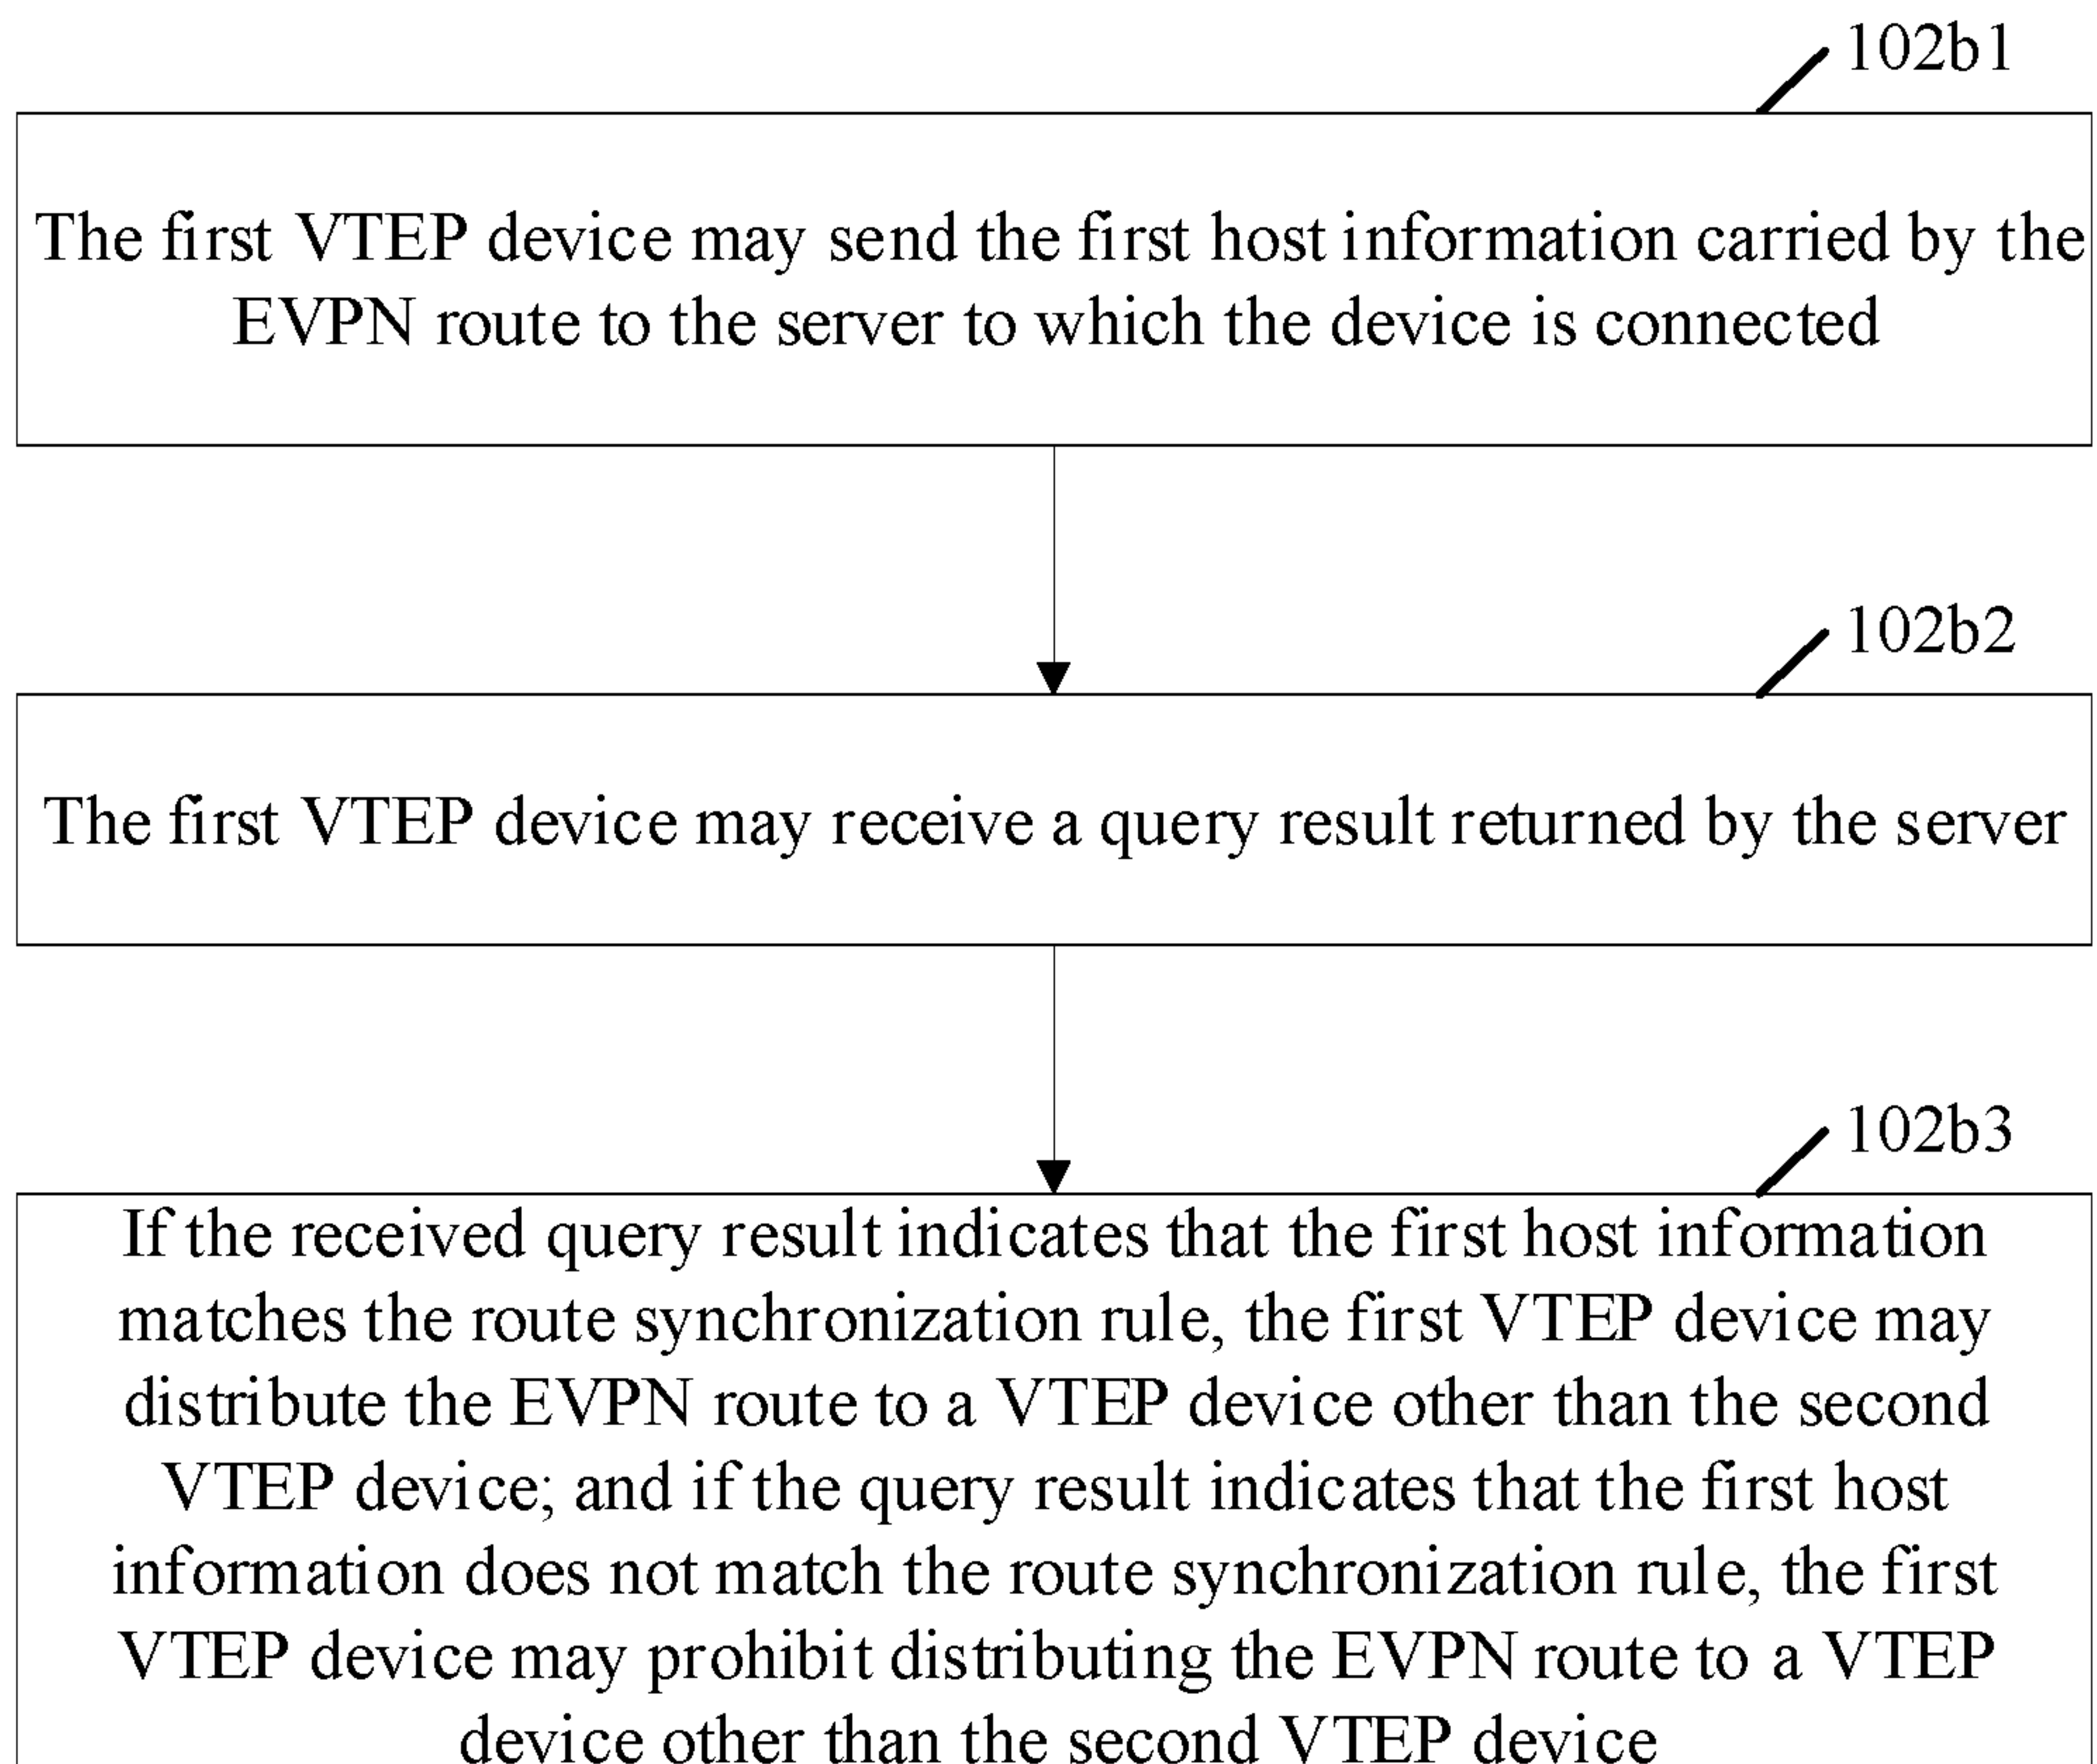 102b1
The first VTEP device may send the first host information carried by the
EVPN route to the server to which the device is connected
102b2
The first VTEP device may receive a query result returned by the server
102b3
If the received query result indicates that the first host information
matches the route synchronization rule, the first VTEP device may
distribute the EVPN route to a VTEP device other than the second
VTEP device; and if the query result indicates that the first host
information does not match the route synchronization rule, the first
VTEP device may prohibit distributing the EVPN route to a VTEP
device other than the second VTEP device